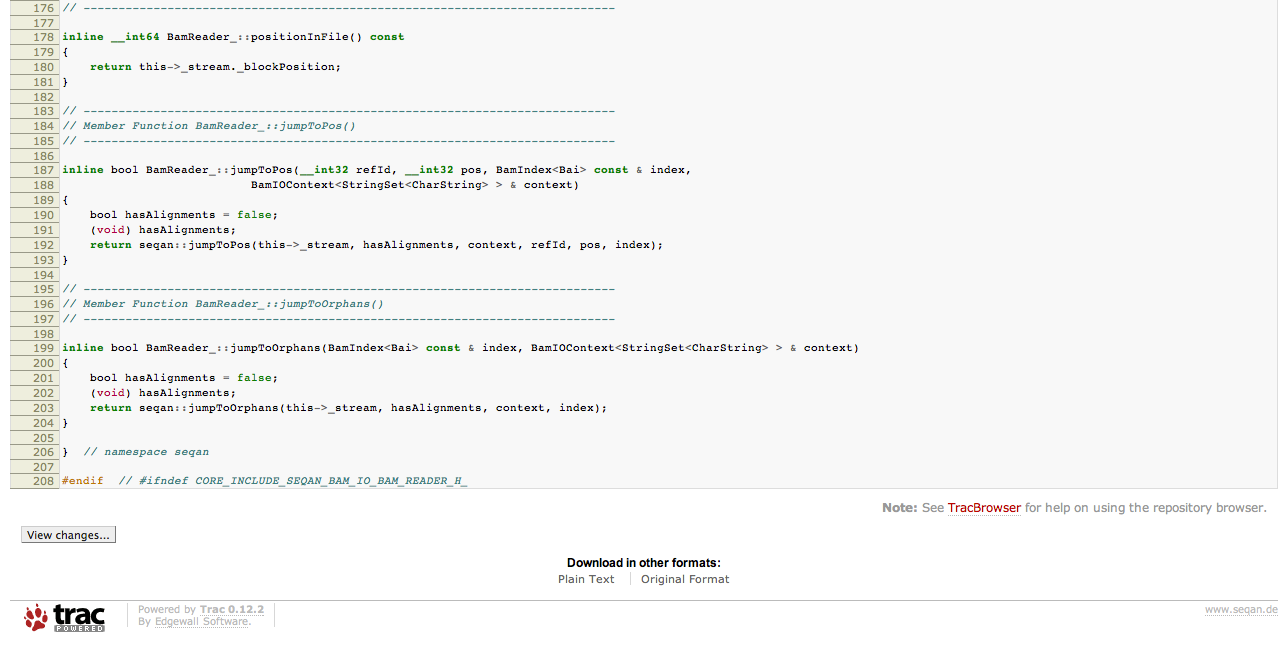 176 // ----------------------------------------------------------------------------
177
178 inline __int64 BamReader_::positionInFile() const
179 {
180     return this->_stream._blockPosition;
181 }
182
183 // ----------------------------------------------------------------------------
184 // Member Function BamReader_::jumpToPos()
185 // ----------------------------------------------------------------------------
186
187 inline bool BamReader_::jumpToPos(__int32 refId, __int32 pos, BamIndex<Bai> const & index,
188                            BamIOContext<StringSet<CharString> > & context)
189 {
190     bool hasAlignments = false;
191     (void) hasAlignments;
192     return seqan::jumpToPos(this->_stream, hasAlignments, context, refId, pos, index);
193 }
194
195 // ----------------------------------------------------------------------------
196 // Member Function BamReader_::jumpToOrphans()
197 // ----------------------------------------------------------------------------
198
199 inline bool BamReader_::jumpToOrphans(BamIndex<Bai> const & index, BamIOContext<StringSet<CharString> > & context)
200 {
201     bool hasAlignments = false;
202     (void) hasAlignments;
203     return seqan::jumpToOrphans(this->_stream, hasAlignments, context, index);
204 }
205
206 }  // namespace seqan
207
208 #endif  // #ifndef CORE_INCLUDE_SEQAN_BAM_IO_BAM_READER_H_
Note: See TracBrowser for help on using the repository browser.
View changes...
Download in other formats:
Plain Text
Original Format
trac
POWERED
Powered by Trac 0.12.2
By Edgewall Software.
www.seqan.de